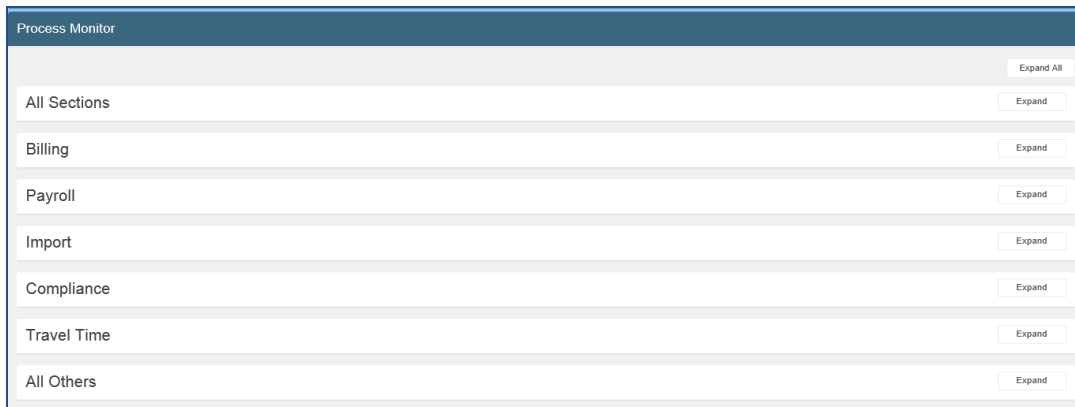 Process Monitor
Expand All
All Sections Expand
Billing Expand
Payroll Expand
Import Expand
Compliance Expand
Travel Time Expand
All Others Expand